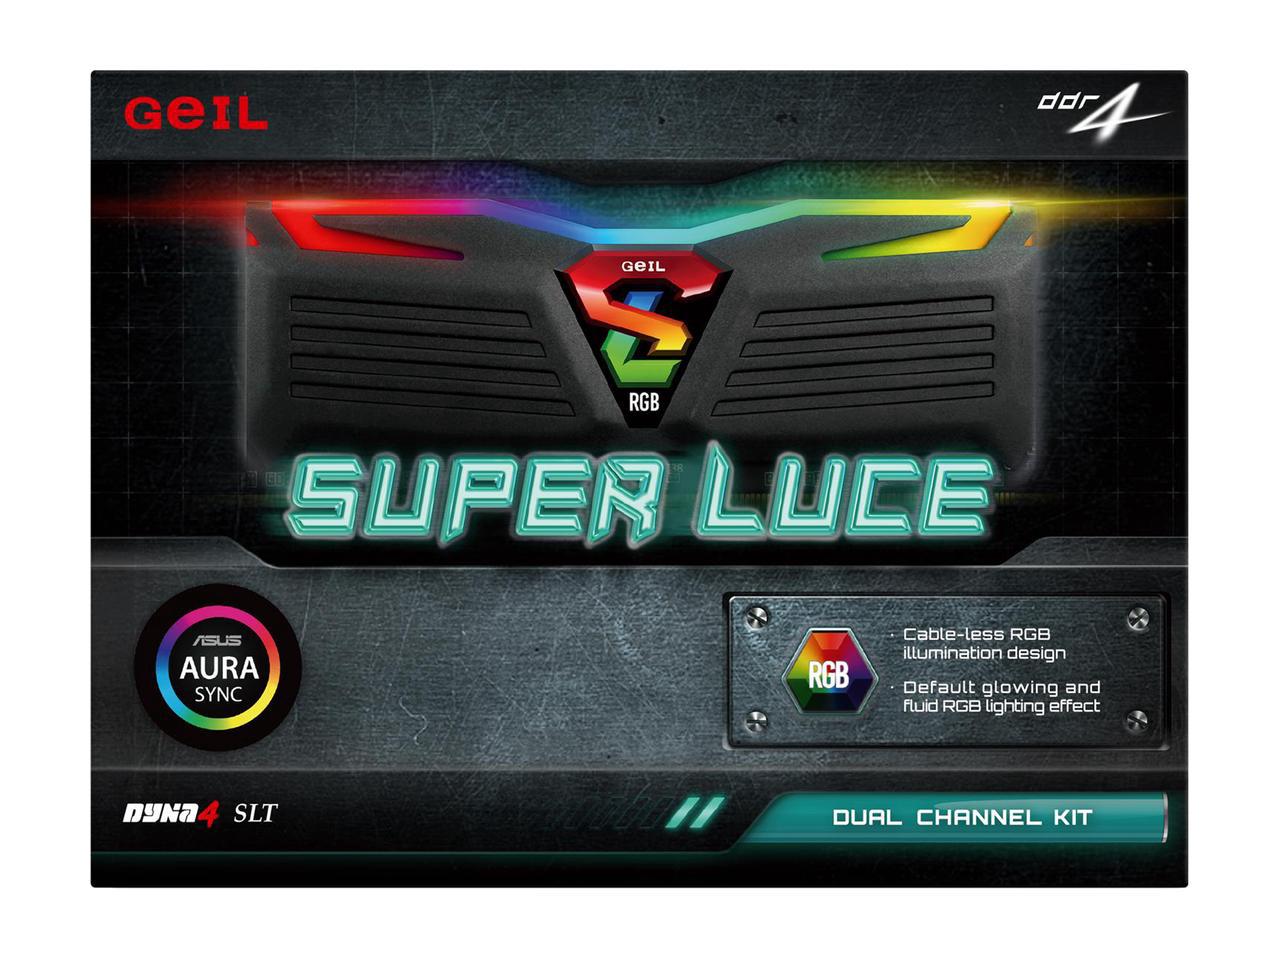 GeIL
ddr4
GeIL
RGB
SUPER LUCE
ASUS
AURA
SYNC
RGB
· Cable-less RGB
illumination design
· Default glowing and
fluid RGB lighting effect
DYNA4 SLT
DUAL CHANNEL KIT